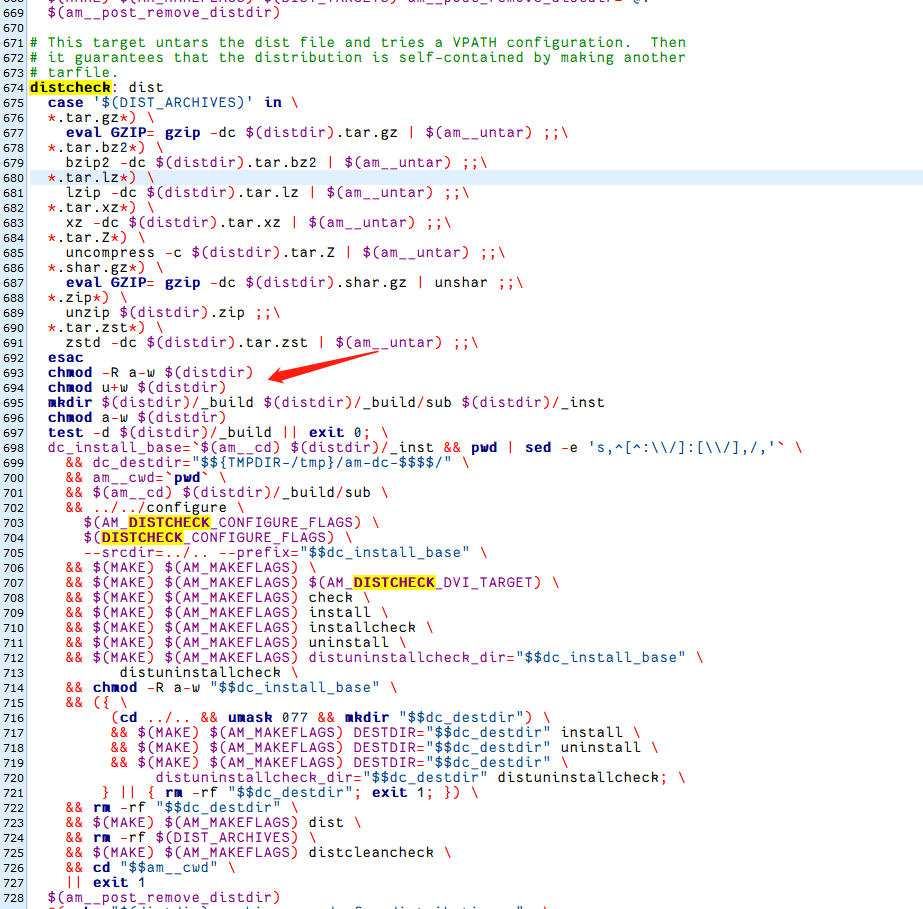 669 $(am__post_remove_distdir)
670
671 # This target untars the dist file and tries a VPATH configuration.  Then
672 # it guarantees that the distribution is self-contained by making another
673 # tarfile.
674 distcheck: dist
675   case '$(DIST_ARCHIVES)' in \
676   *.tar.gz*) \
677     eval GZIP= gzip -dc $(distdir).tar.gz | $(am__untar) ;;\
678   *.tar.bz2*) \
679     bzip2 -dc $(distdir).tar.bz2 | $(am__untar) ;;\
680   *.tar.lz*) \
681     lzip -dc $(distdir).tar.lz | $(am__untar) ;;\
682   *.tar.xz*) \
683     xz -dc $(distdir).tar.xz | $(am__untar) ;;\
684   *.tar.Z*) \
685     uncompress -c $(distdir).tar.Z | $(am__untar) ;;\
686   *.shar.gz*) \
687     eval GZIP= gzip -dc $(distdir).shar.gz | unshar ;;\
688   *.zip*) \
689     unzip $(distdir).zip ;;\
690   *.tar.zst*) \
691     zstd -dc $(distdir).tar.zst | $(am__untar) ;;\
692   esac
693   chmod -R a-w $(distdir)
694   chmod u+w $(distdir)
695   mkdir $(distdir)/_build $(distdir)/_build/sub $(distdir)/_inst
696   chmod a-w $(distdir)
697   test -d $(distdir)/_build || exit 0; \
698   dc_install_base=`$(am__cd) $(distdir)/_inst && pwd | sed -e 's,^[^:\\/]:[\\/],/,'` \
699     && dc_destdir="$${TMPDIR-/tmp}/am-dc-$$$$/" \
700     && am__cwd=`pwd` \
701     && $(am__cd) $(distdir)/_build/sub \
702     && ../../configure \
703       $(AM_DISTCHECK_CONFIGURE_FLAGS) \
704       $(DISTCHECK_CONFIGURE_FLAGS) \
705       --srcdir=../.. --prefix="$$dc_install_base" \
706     && $(MAKE) $(AM_MAKEFLAGS) \
707     && $(MAKE) $(AM_MAKEFLAGS) $(AM_DISTCHECK_DVI_TARGET) \
708     && $(MAKE) $(AM_MAKEFLAGS) check \
709     && $(MAKE) $(AM_MAKEFLAGS) install \
710     && $(MAKE) $(AM_MAKEFLAGS) installcheck \
711     && $(MAKE) $(AM_MAKEFLAGS) uninstall \
712     && $(MAKE) $(AM_MAKEFLAGS) distuninstallcheck_dir="$$dc_install_base" \
713           distuninstallcheck \
714     && chmod -R a-w "$$dc_install_base" \
715     && ({ \
716          (cd ../.. && umask 077 && mkdir "$$dc_destdir") \
717          && $(MAKE) $(AM_MAKEFLAGS) DESTDIR="$$dc_destdir" install \
718          && $(MAKE) $(AM_MAKEFLAGS) DESTDIR="$$dc_destdir" uninstall \
719          && $(MAKE) $(AM_MAKEFLAGS) DESTDIR="$$dc_destdir" \
720               distuninstallcheck_dir="$$dc_destdir" distuninstallcheck; \
721         } || { rm -rf "$$dc_destdir"; exit 1; }) \
722     && rm -rf "$$dc_destdir" \
723     && $(MAKE) $(AM_MAKEFLAGS) dist \
724     && rm -rf $(DIST_ARCHIVES) \
725     && $(MAKE) $(AM_MAKEFLAGS) distcleancheck \
726     && cd "$$am__cwd" \
727     || exit 1
728   $(am__post_remove_distdir)